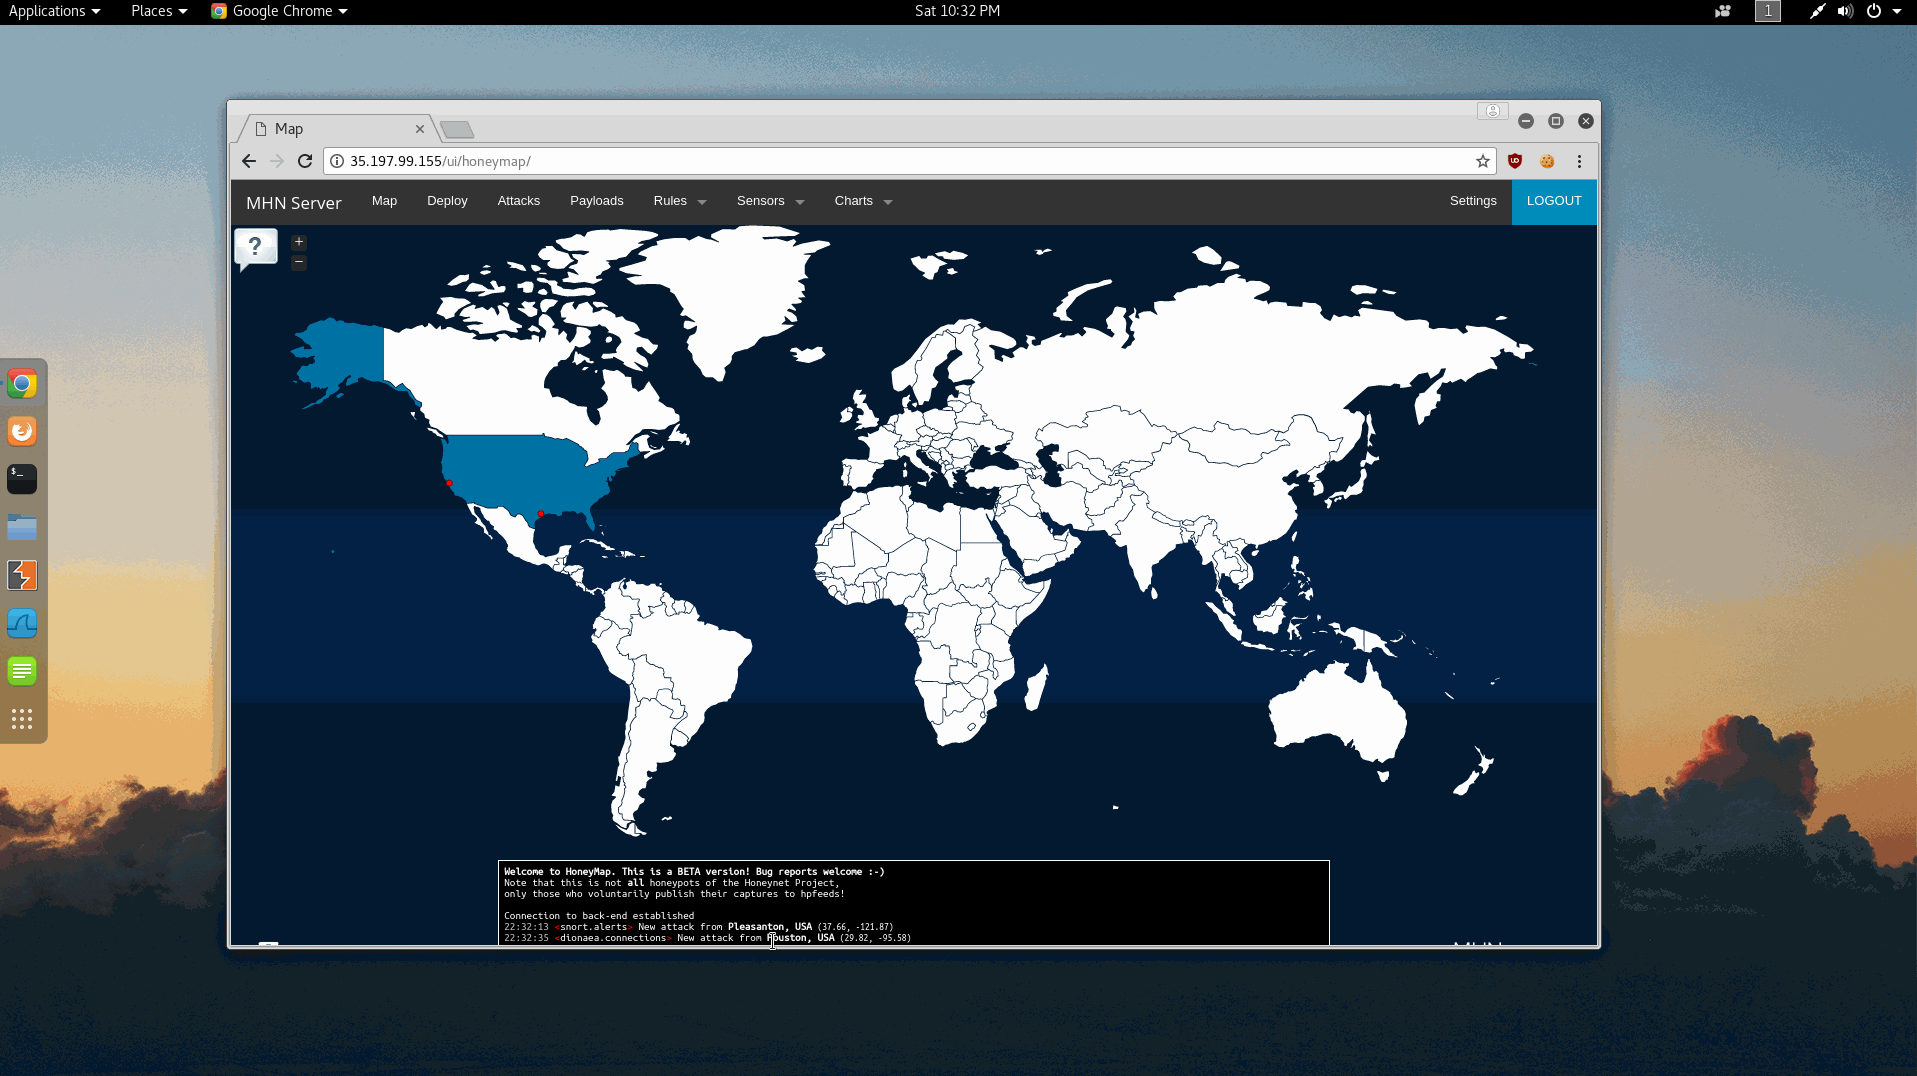 Applications Places Google Chrome Sat 10:32 PM 1
Map
35.197.99.155/ui/honeymap/
MHN Server Map Deploy Attacks Payloads Rules Sensors Charts Settings LOGOUT
?
+
−
$_
Welcome to HoneyMap. This is a BETA version! Bug reports welcome :-)
Note that this is not all honeypots of the Honeynet Project,
only those who voluntarily publish their captures to hpfeeds!
Connection to back-end established
22:32:13 <snort.alerts> New attack from Pleasanton, USA (37.66, -121.87)
22:32:35 <dionaea.connections> New attack from Houston, USA (29.82, -95.58)